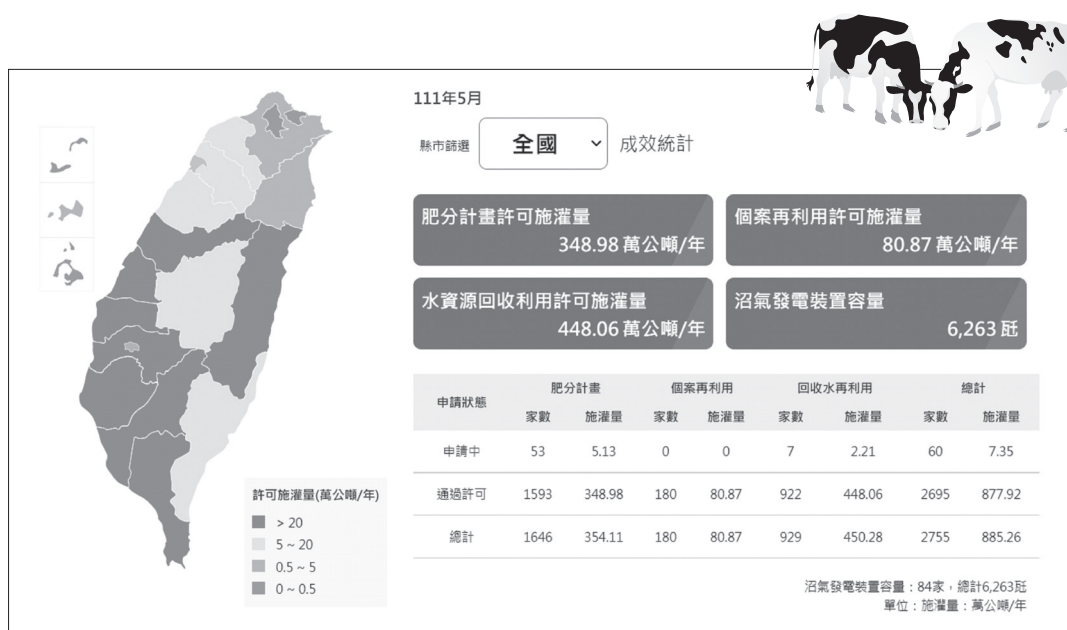 111年5月
縣市篩選 全國 成效統計
肥分計畫許可施灌量
348.98 萬公噸/年
個案再利用許可施灌量
80.87 萬公噸/年
水資源回收利用許可施灌量
448.06 萬公噸/年
沼氣發電裝置容量
6,263 瓩
申請狀態 肥分計畫 個案再利用 回收水再利用 總計
家數 施灌量 家數 施灌量 家數 施灌量 家數 施灌量
申請中 53 5.13 0 0 7 2.21 60 7.35
通過許可 1593 348.98 180 80.87 922 448.06 2695 877.92
總計 1646 354.11 180 80.87 929 450.28 2755 885.26
沼氣發電裝置容量：84家，總計6,263瓩
單位：施灌量：萬公噸/年
許可施灌量(萬公噸/年)
> 20
5 ~ 20
0.5 ~ 5
0 ~ 0.5